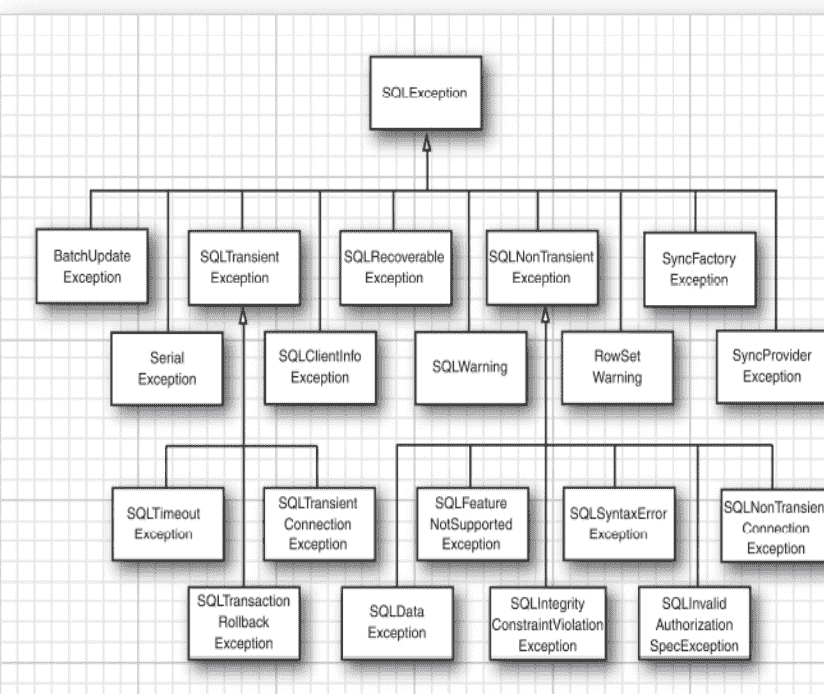 SQLException
BatchUpdate
Exception
SQLTransient
Exception
SQLRecoverable
Exception
SQLNonTransient
Exception
SyncFactory
Exception
Serial
Exception
SQLClientInfo
Exception
SQLWarning
RowSet
Warning
SyncProvider
Exception
SQLTimeout
Exception
SQLTransient
Connection
Exception
SQLFeature
NotSupported
Exception
SQLSyntaxError
Exception
SQLNonTransien
Connection
Exception
SQLTransaction
Rollback
Exception
SQLData
Exception
SQLIntegrity
ConstraintViolation
Exception
SQLInvalid
Authorization
SpecException